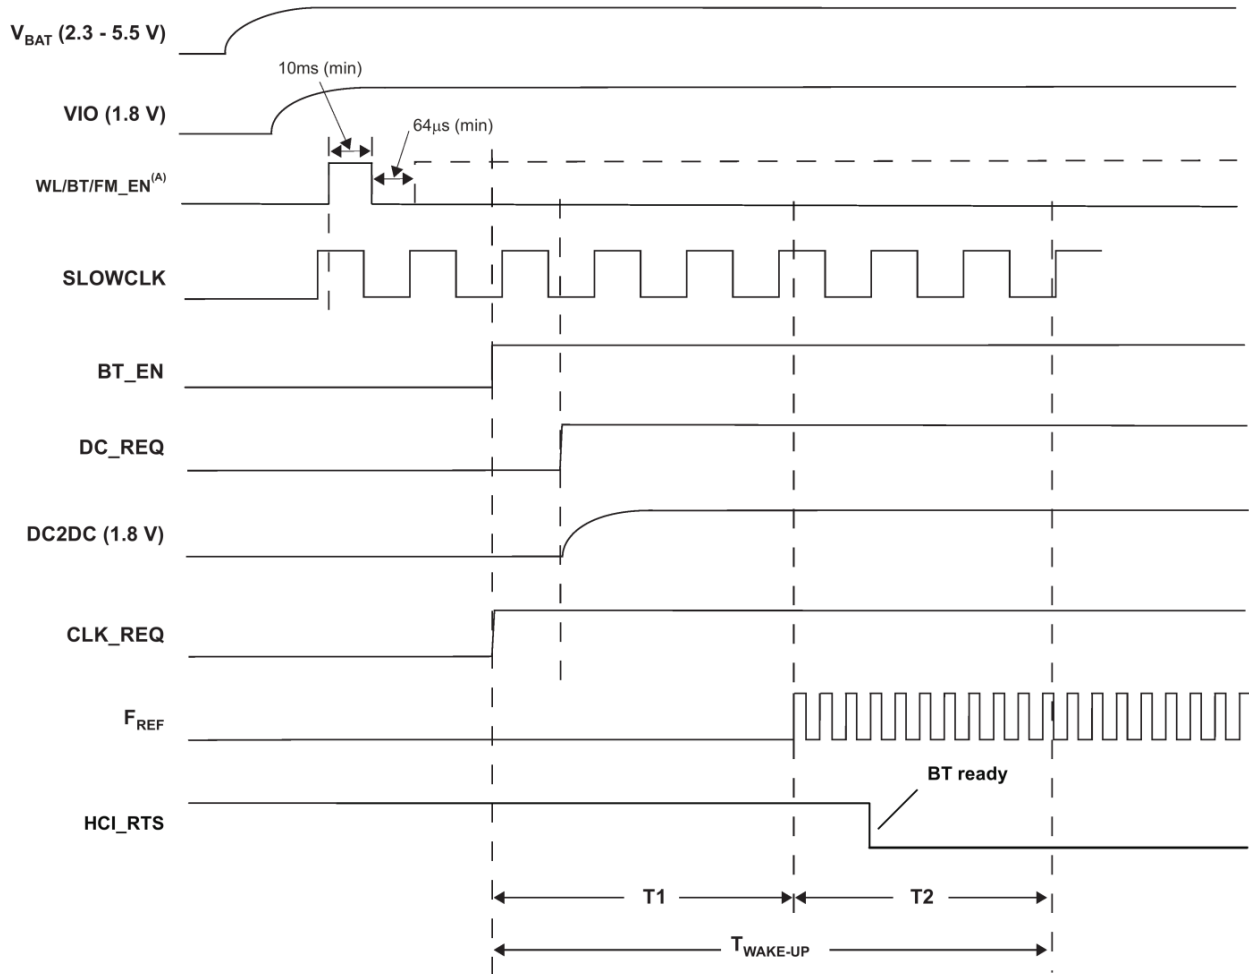 V_BAT (2.3 - 5.5 V)
10ms (min)
VIO (1.8 V)
64μs (min)
WL/BT/FM_EN(A)
SLOWCLK
BT_EN
DC_REQ
DC2DC (1.8 V)
CLK_REQ
F_REF
BT ready
HCI_RTS
T1
T2
T_WAKE-UP